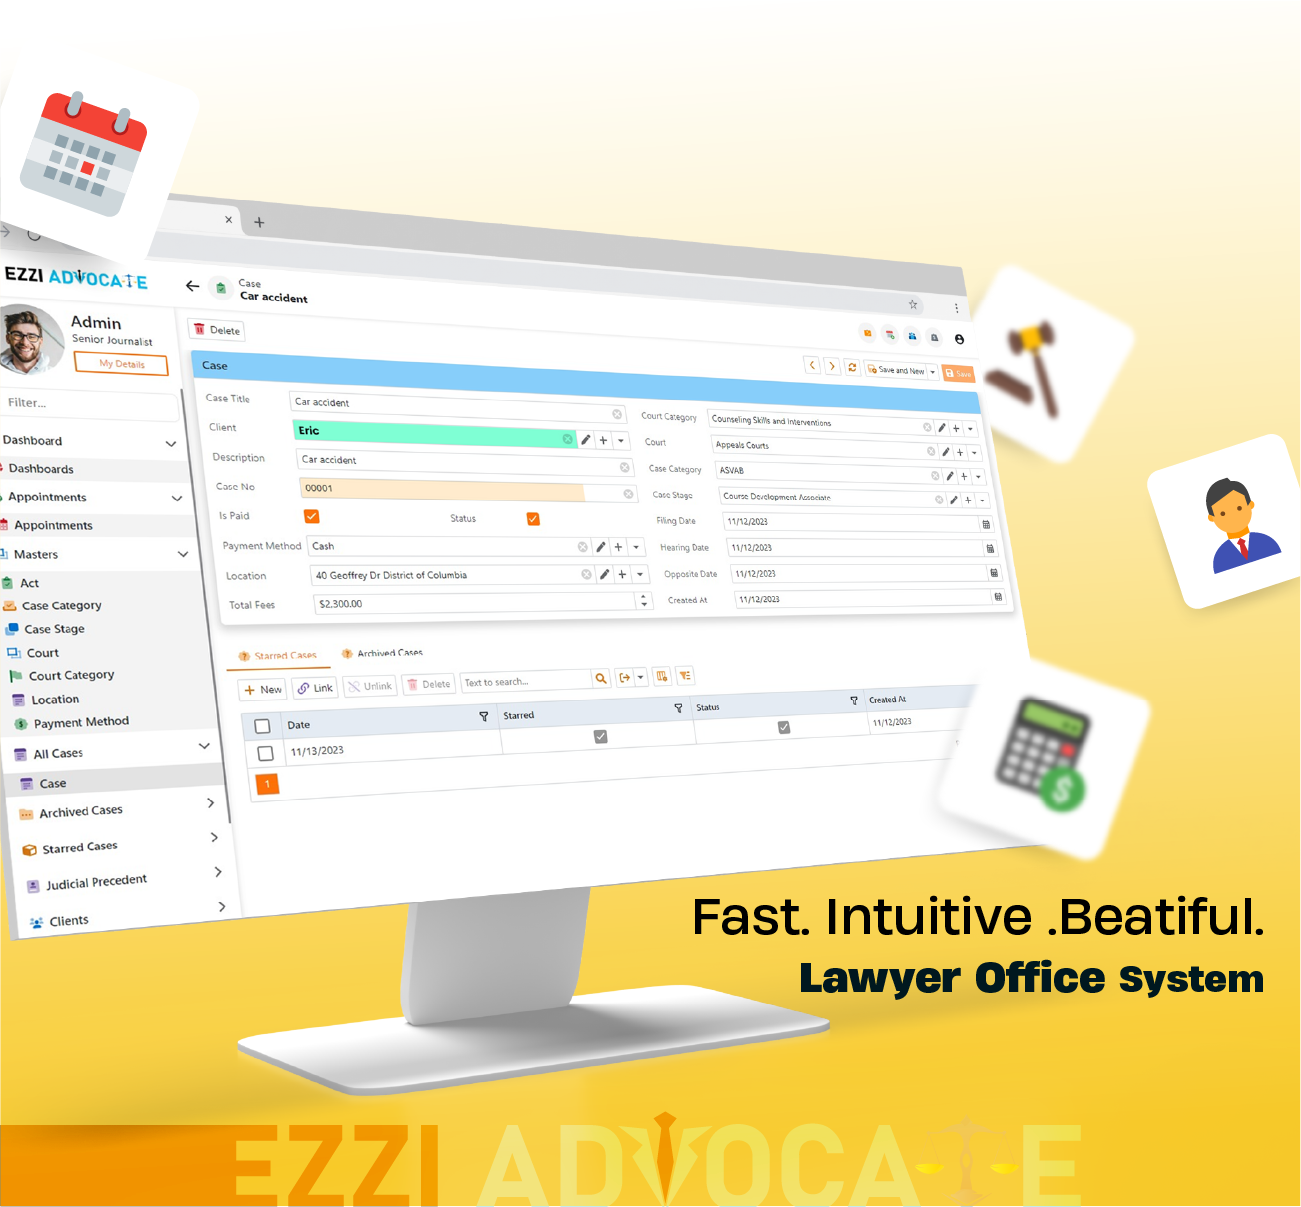 EZZI ADVOCATE
Case
Car accident
Admin
Senior Journalist
My Details
Delete
Save and New
Save
Filter...
Dashboard
Dashboards
Appointments
Appointments
Masters
Act
Case Category
Case Stage
Court
Court Category
Location
Payment Method
All Cases
Case
Archived Cases
Starred Cases
Judicial Precedent
Clients
Case
Case Title Car accident
Client Eric
Description Car accident
Case No 00001
Is Paid Status
Payment Method Cash
Location 40 Geoffrey Dr District of Columbia
Total Fees $2,300.00
Court Category Counseling Skills and Interventions
Court Appeals Courts
Case Category ASVAB
Case Stage Course Development Associate
Filing Date 11/12/2023
Hearing Date 11/12/2023
Opposite Date 11/12/2023
Created At 11/12/2023
Starred Cases Archived Cases
New Link Unlink Delete Text to search...
Date Starred Status Created At
11/13/2023 11/12/2023
1
Fast. Intuitive .Beatiful.
Lawyer Office System
EZZI ADVOCATE